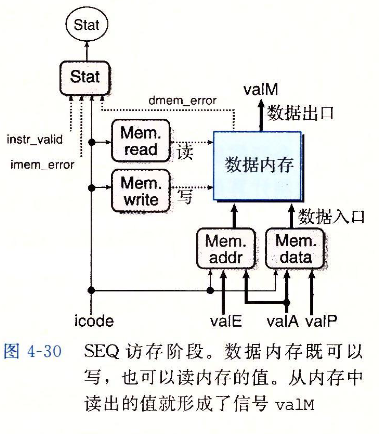 Stat
Stat
valM
dmem_error
数据出口
instr_valid
Mem.
read
读
imem_error
数据内存
Mem.
write
写
数据入口
Mem.
addr
Mem.
data
icode
valE
valA
valP
图 4-30 SEQ 访存阶段。数据内存既可以
写，也可以读内存的值。从内存中
读出的值就形成了信号 valM